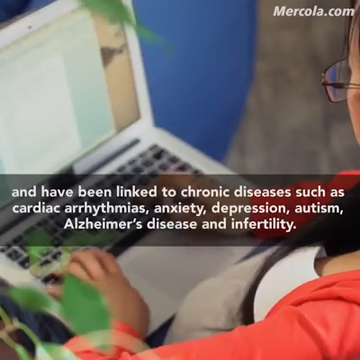 Mercola.com
and have been linked to chronic diseases such as
cardiac arrhythmias, anxiety, depression, autism,
Alzheimer's disease and infertility.